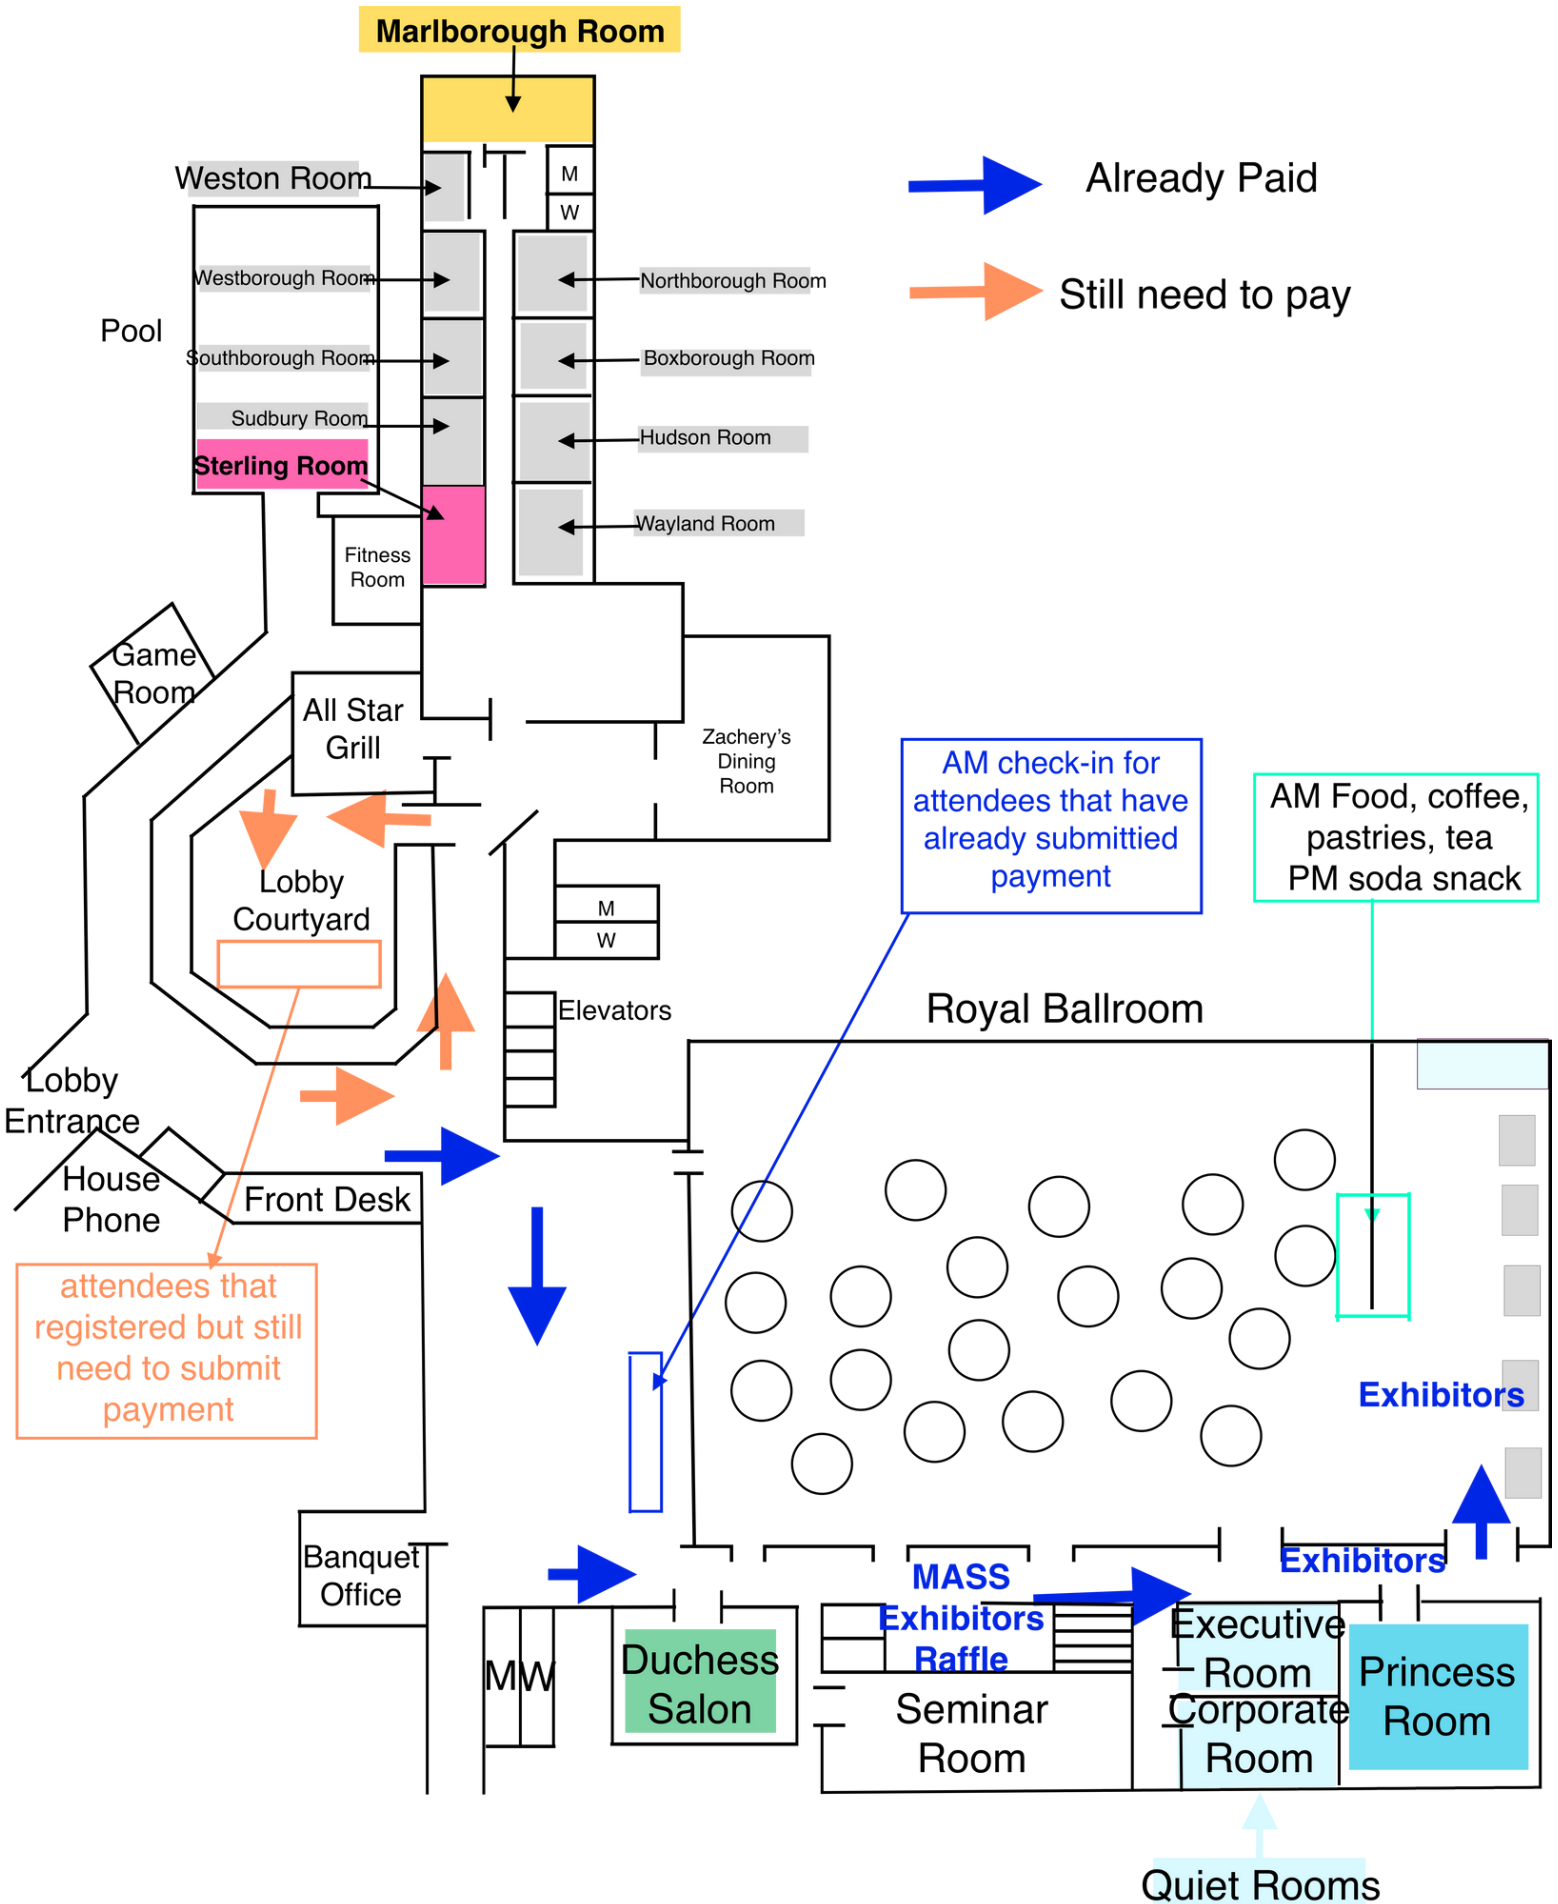 Marlborough Room
Weston Room
M
W
Already Paid
Westborough Room
Northborough Room
Still need to pay
Pool
Southborough Room
Boxborough Room
Sudbury Room
Hudson Room
Sterling Room
Wayland Room
Fitness
Room
Game
Room
All Star
Grill
Zachery's
Dining
Room
AM check-in for
attendees that have
already submittied
payment
AM Food, coffee,
pastries, tea
PM soda snack
Lobby
Courtyard
M
W
Elevators
Royal Ballroom
Lobby
Entrance
House
Phone
Front Desk
attendees that
registered but still
need to submit
payment
Exhibitors
Banquet
Office
MASS
Exhibitors
Raffle
Exhibitors
M W
Duchess
Salon
Seminar
Room
Executive
Room
Corporate
Room
Princess
Room
Quiet Rooms